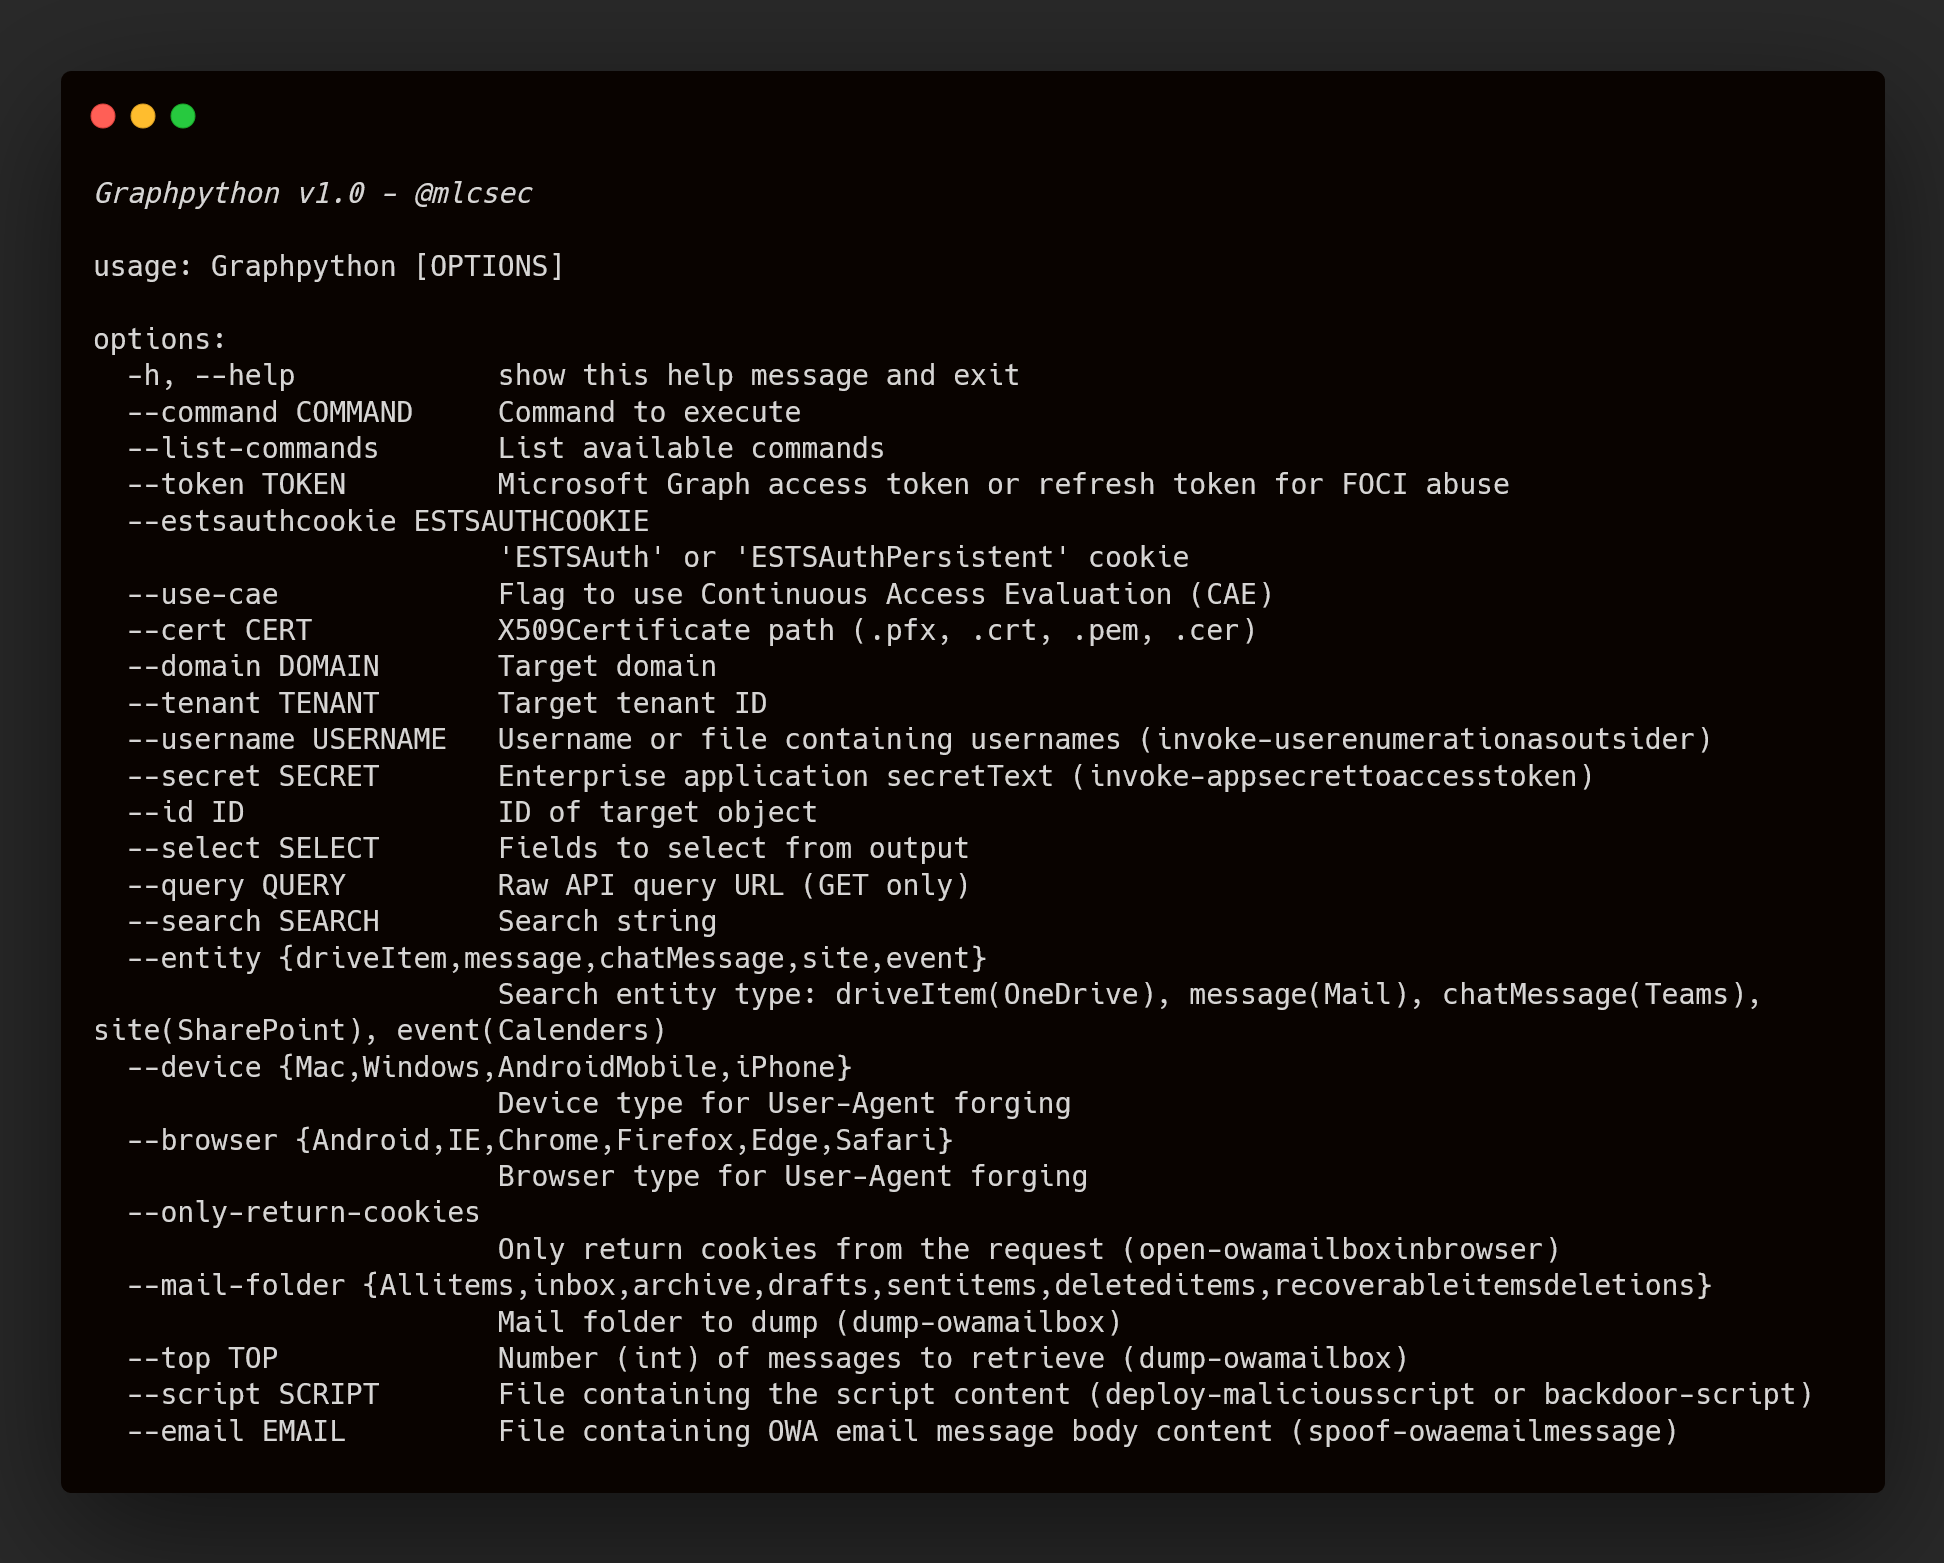 Graphpython v1.0 - @mlcsec
usage: Graphpython [OPTIONS]
options:
  -h, --help            show this help message and exit
  --command COMMAND     Command to execute
  --list-commands       List available commands
  --token TOKEN         Microsoft Graph access token or refresh token for FOCI abuse
  --estsauthcookie ESTSAUTHCOOKIE
                        'ESTSAuth' or 'ESTSAuthPersistent' cookie
  --use-cae             Flag to use Continuous Access Evaluation (CAE)
  --cert CERT           X509Certificate path (.pfx, .crt, .pem, .cer)
  --domain DOMAIN       Target domain
  --tenant TENANT       Target tenant ID
  --username USERNAME   Username or file containing usernames (invoke-userenumerationasoutsider)
  --secret SECRET       Enterprise application secretText (invoke-appsecrettoaccesstoken)
  --id ID               ID of target object
  --select SELECT       Fields to select from output
  --query QUERY         Raw API query URL (GET only)
  --search SEARCH       Search string
  --entity {driveItem,message,chatMessage,site,event}
                        Search entity type: driveItem(OneDrive), message(Mail), chatMessage(Teams),
site(SharePoint), event(Calenders)
  --device {Mac,Windows,AndroidMobile,iPhone}
                        Device type for User-Agent forging
  --browser {Android,IE,Chrome,Firefox,Edge,Safari}
                        Browser type for User-Agent forging
  --only-return-cookies
                        Only return cookies from the request (open-owamailboxinbrowser)
  --mail-folder {Allitems,inbox,archive,drafts,sentitems,deleteditems,recoverableitemsdeletions}
                        Mail folder to dump (dump-owamailbox)
  --top TOP             Number (int) of messages to retrieve (dump-owamailbox)
  --script SCRIPT       File containing the script content (deploy-maliciousscript or backdoor-script)
  --email EMAIL         File containing OWA email message body content (spoof-owaemailmessage)